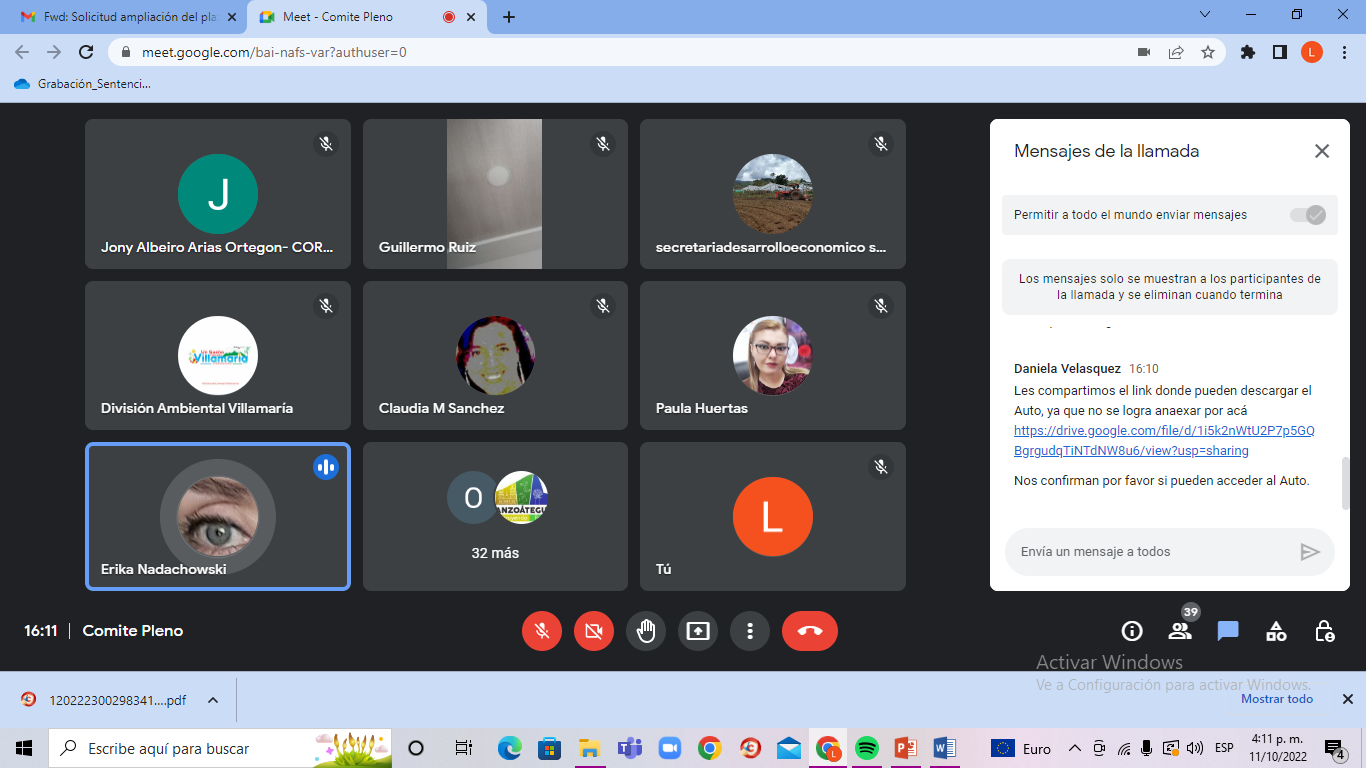 Fwd: Solicitud ampliación del pla
Meet - Comite Pleno
meet.google.com/bai-nafs-var?authuser=0
L
Grabación_Sentenci...
J
Jony Albeiro Arias Ortegon- COR...
Guillermo Ruiz
secretariadesarrolloeconomico s...
Villamaría
División Ambiental Villamaría
Claudia M Sanchez
Paula Huertas
Erika Nadachowski
O
ANZOÁTEGU
32 más
L
Tú
Mensajes de la llamada
Permitir a todo el mundo enviar mensajes
Los mensajes solo se muestran a los participantes de
la llamada y se eliminan cuando termina
Daniela Velasquez 16:10
Les compartimos el link donde pueden descargar el
Auto, ya que no se logra anaexar por acá
https://drive.google.com/file/d/1i5k2nWtU2P7p5GQ
BgrgudqTiNTdNW8u6/view?usp=sharing
Nos confirman por favor si pueden acceder al Auto.
Envía un mensaje a todos
16:11 | Comite Pleno
39
Activar Windows
Ve a Configuración para activar Windows.
120222300298341....pdf
Mostrar todo
Escribe aquí para buscar
L
Euro
ESP
4:11 p. m.
11/10/2022
4